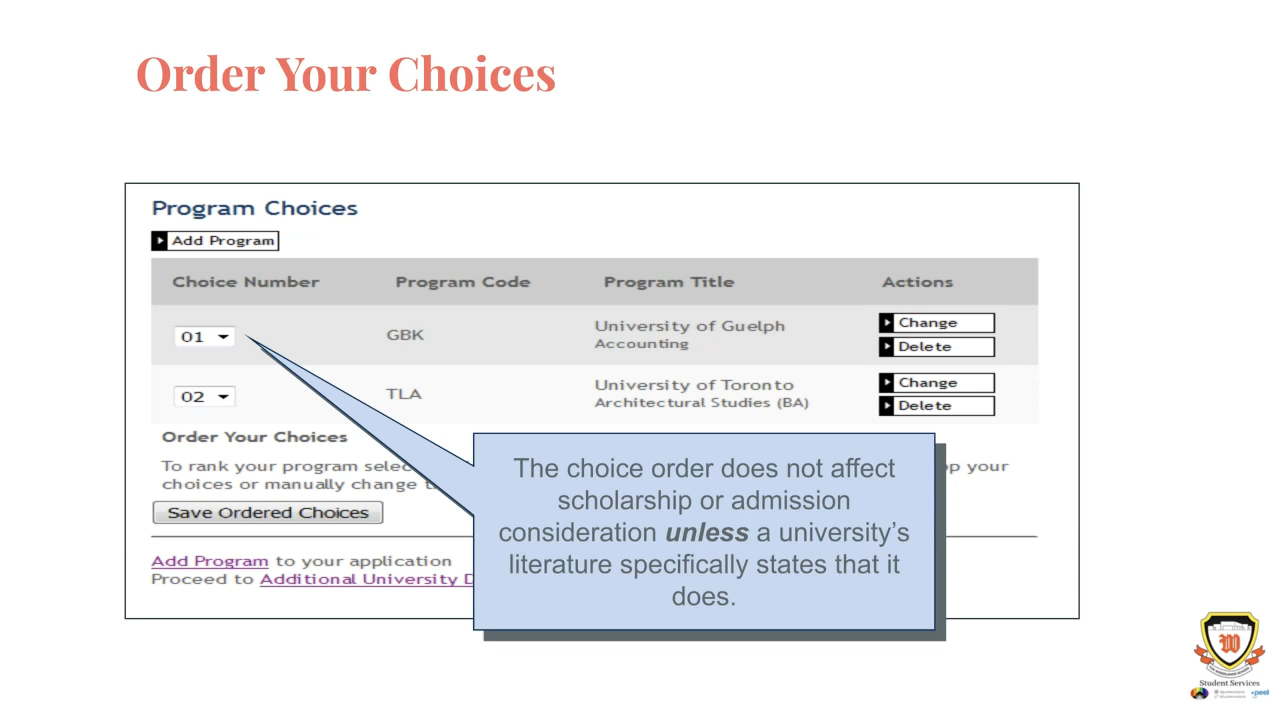 Order Your Choices
Program Choices
Add Program
Choice Number Program Code Program Title Actions
01 GBK University of Guelph
Accounting
Change
Delete
02 TLA University of Toronto
Architectural Studies (BA)
Change
Delete
Order Your Choices
To rank your program
choices or manually change
your
Save Ordered Choices
Add Program to your application
Proceed to Additional University
The choice order does not affect
scholarship or admission
consideration unless a university’s
literature specifically states that it
does.
Student Services
peel